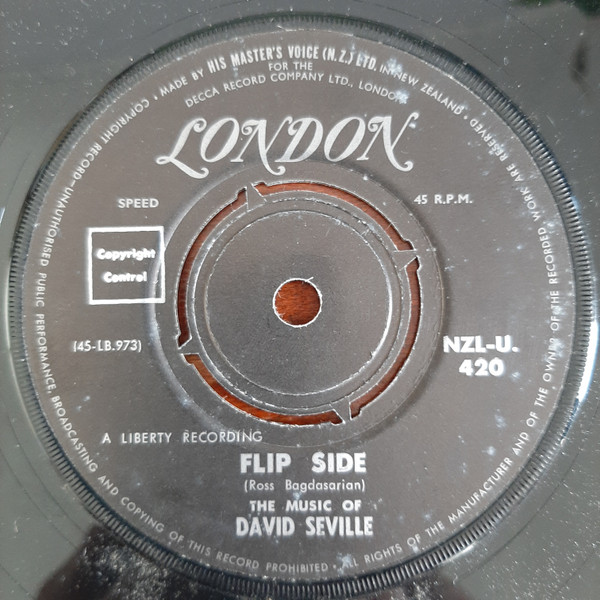 • MADE BY HIS MASTER'S VOICE (N.Z.) LTD. IN NEW ZEALAND
FOR THE
DECCA RECORD COMPANY LTD., LONDON
LONDON
SPEED
45 R.P.M.
Copyright
Control
(45-LB.973)
NZL-U.
420
A LIBERTY RECORDING
FLIP SIDE
(Ross Bagdasarian)
THE MUSIC OF
DAVID SEVILLE
COPYRIGHT RECORD—UNAUTHORISED PUBLIC PERFORMANCE, BROADCASTING AND COPYING OF THIS RECORD PROHIBITED • ALL RIGHTS OF THE MANUFACTURER AND OF THE OWNER OF THE RECORDED WORK ARE RESERVED